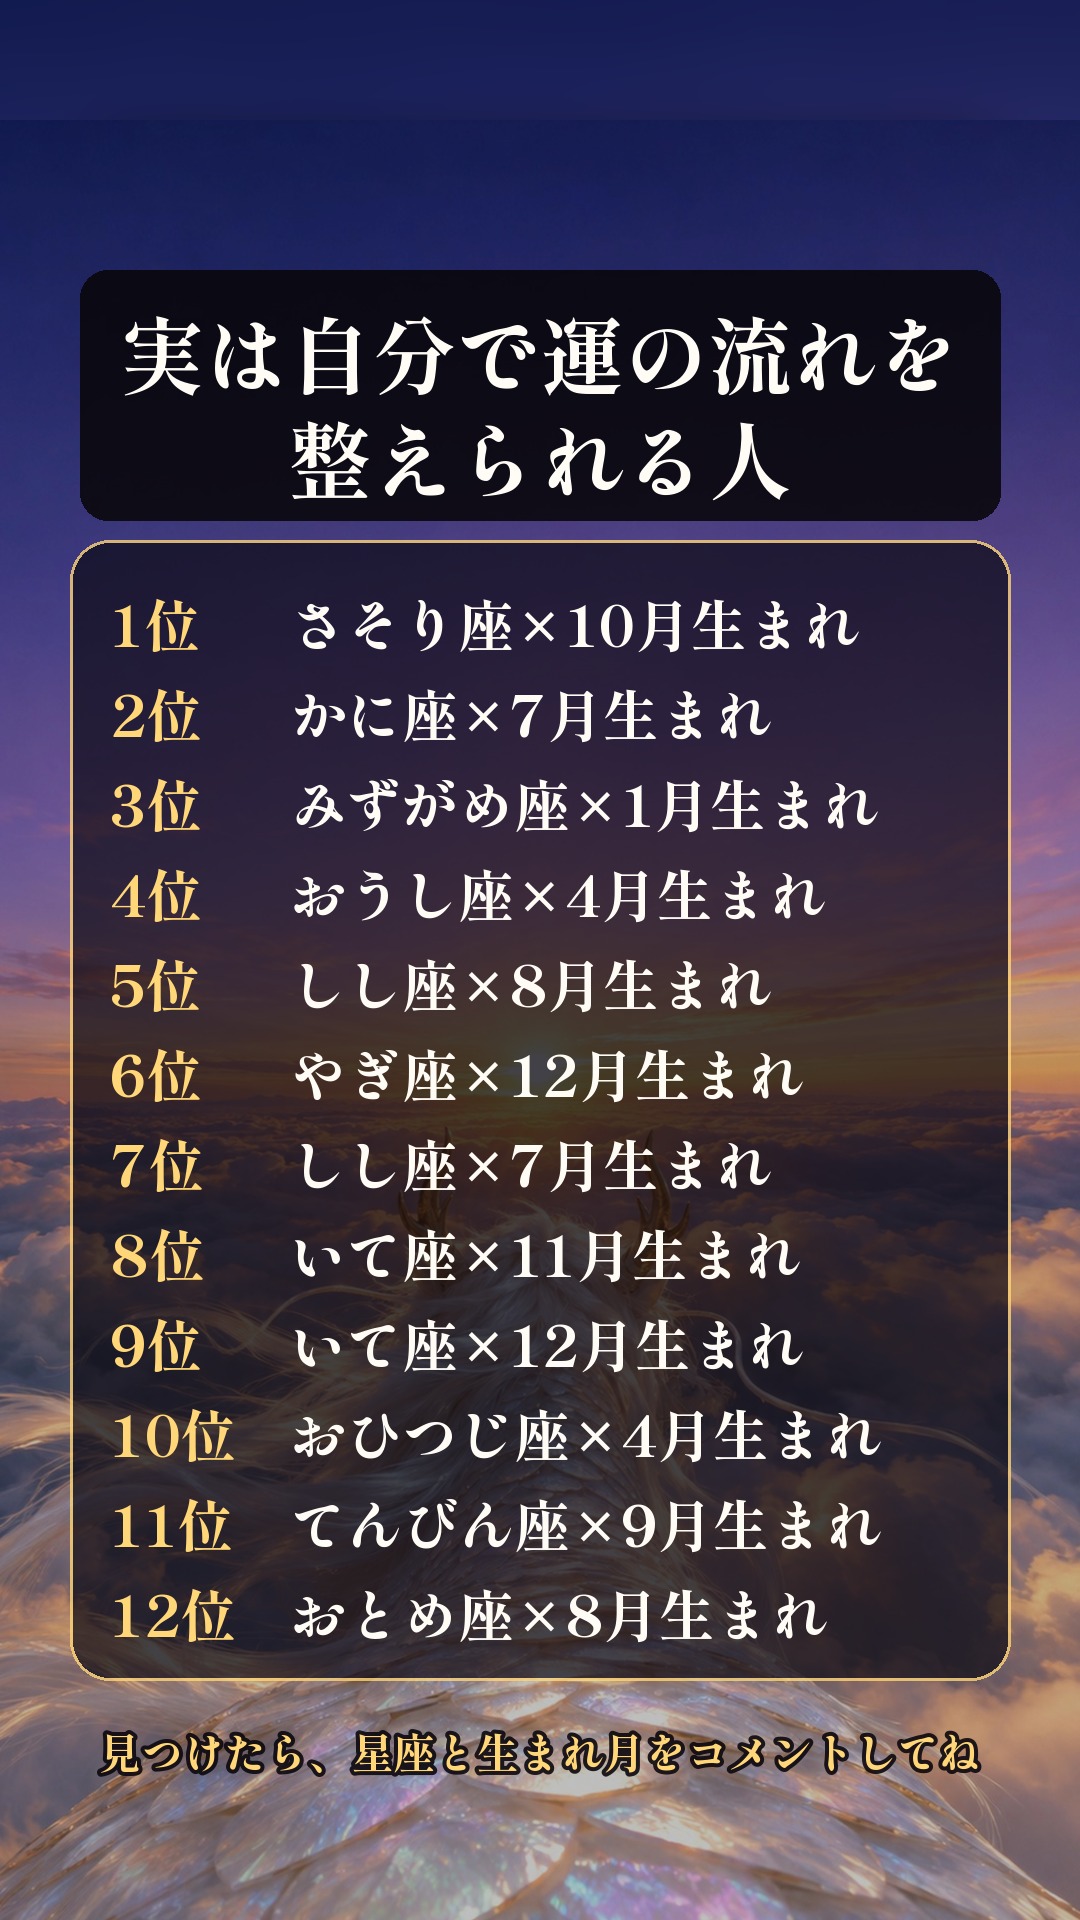 実は自分で運の流れを
整えられる人
1位 さそり座×10月生まれ
2位 かに座×7月生まれ
3位 みずがめ座×1月生まれ
4位 おうし座×4月生まれ
5位 しし座×8月生まれ
6位 やぎ座×12月生まれ
7位 しし座×7月生まれ
8位 いて座×11月生まれ
9位 いて座×12月生まれ
10位 おひつじ座×4月生まれ
11位 てんびん座×9月生まれ
12位 おとめ座×8月生まれ
見つけたら、星座と生まれ月をコメントしてね